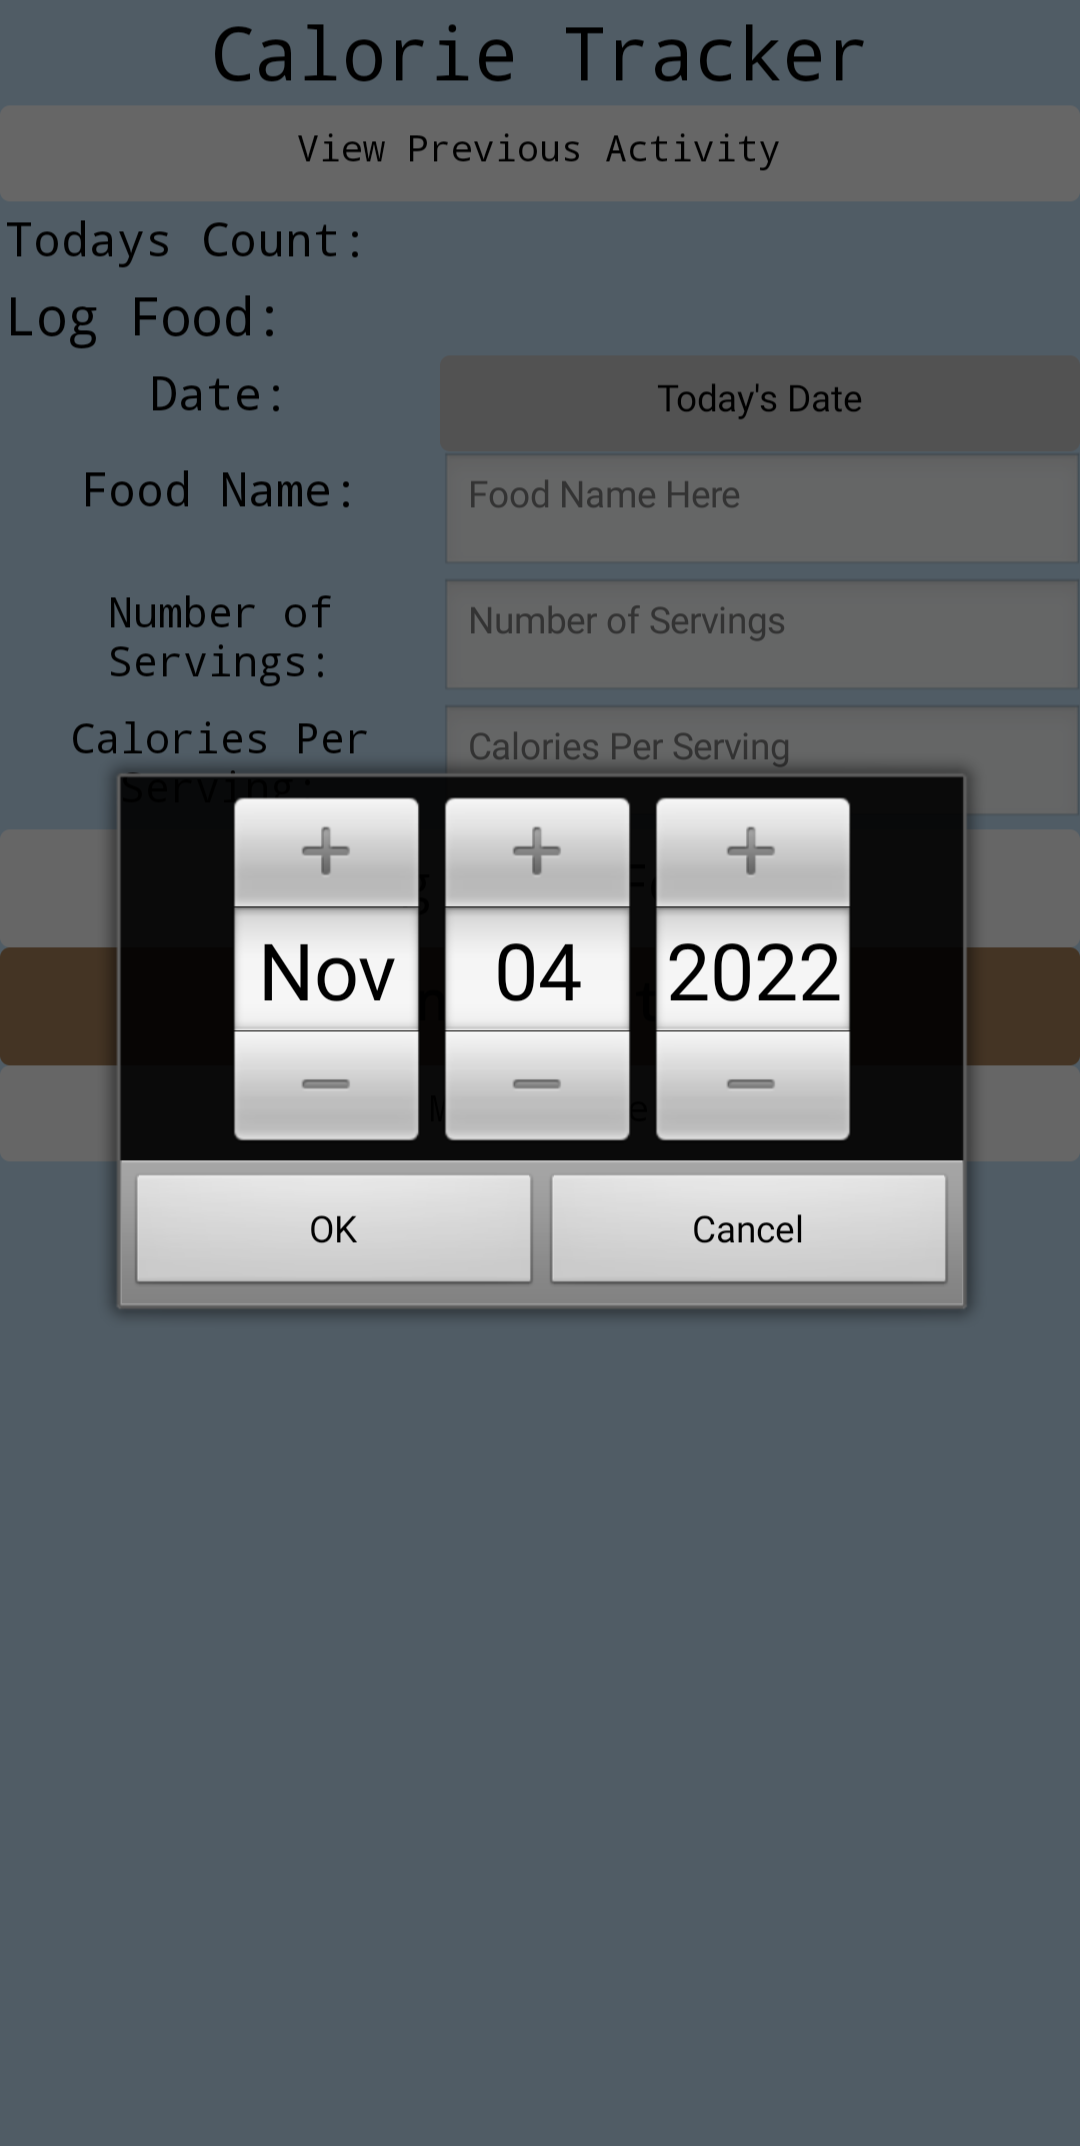 Calorie Tracker
View Previous Activity
Todays Count:
Log Food:
Date:
Today's Date
Food Name:
Food Name Here
Number of
Servings:
Number of Servings
Calories Per
Serving:
Calories Per Serving
+ + +
Nov 04 2022
− − −
OK
Cancel